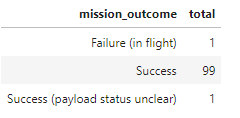 mission_outcome total
Failure (in flight) 1
Success 99
Success (payload status unclear) 1